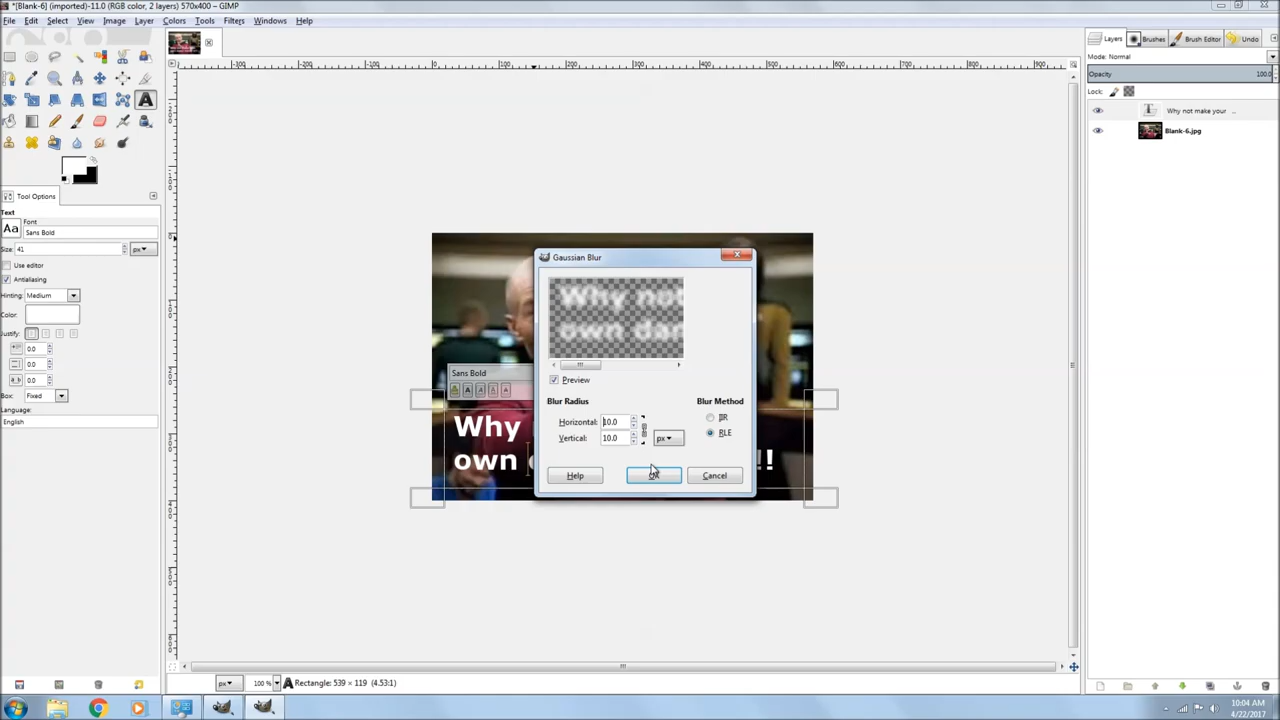 *[Blank-6] (imported)-11.0 (RGB color, 2 layers) 570x400 – GIMP
File Edit Select View Image Layer Colors Tools Filters Windows Help
Layers Brushes Brush Editor Undo
Mode: Normal
Opacity 100.0
Lock:
Why not make your ...
Blank-6.jpg
Tool Options
Text
Font
Aa Sans Bold
Size: 41 px
Use editor
Antialiasing
Hinting: Medium
Color:
Justify:
0.0
0.0
0.0
Box: Fixed
Language:
English
Gaussian Blur
Why not
own dar
Preview
Blur Radius
Blur Method
Horizontal: 10.0
IIR
Vertical: 10.0 px
RLE
Help OK Cancel
Sans Bold
Why
own !!
px 100 % Rectangle: 539 × 119 (4.53:1)
10:04 AM
4/22/2017